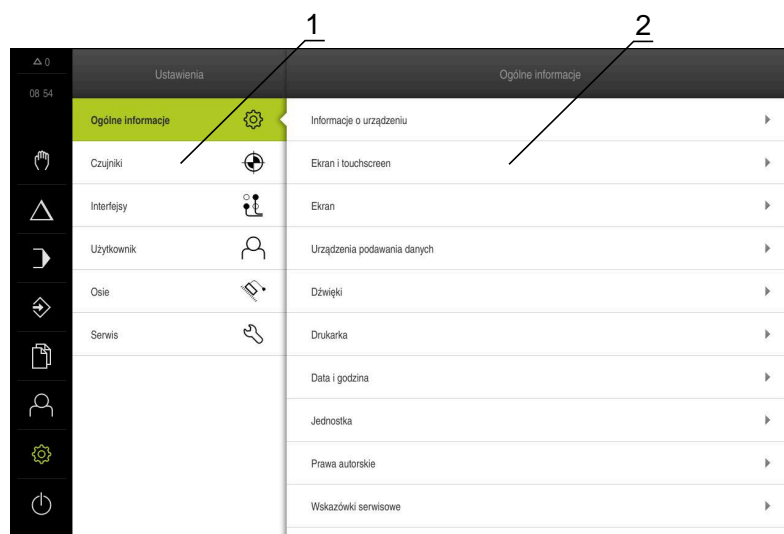 1
2
0
08 54
Ustawienia
Ogólne informacje
Czujniki
Interfejsy
Użytkownik
Osie
Serwis
Ogólne informacje
Informacje o urządzeniu
Ekran i touchscreen
Ekran
Urządzenia podawania danych
Dźwięki
Drukarka
Data i godzina
Jednostka
Prawa autorskie
Wskazówki serwisowe